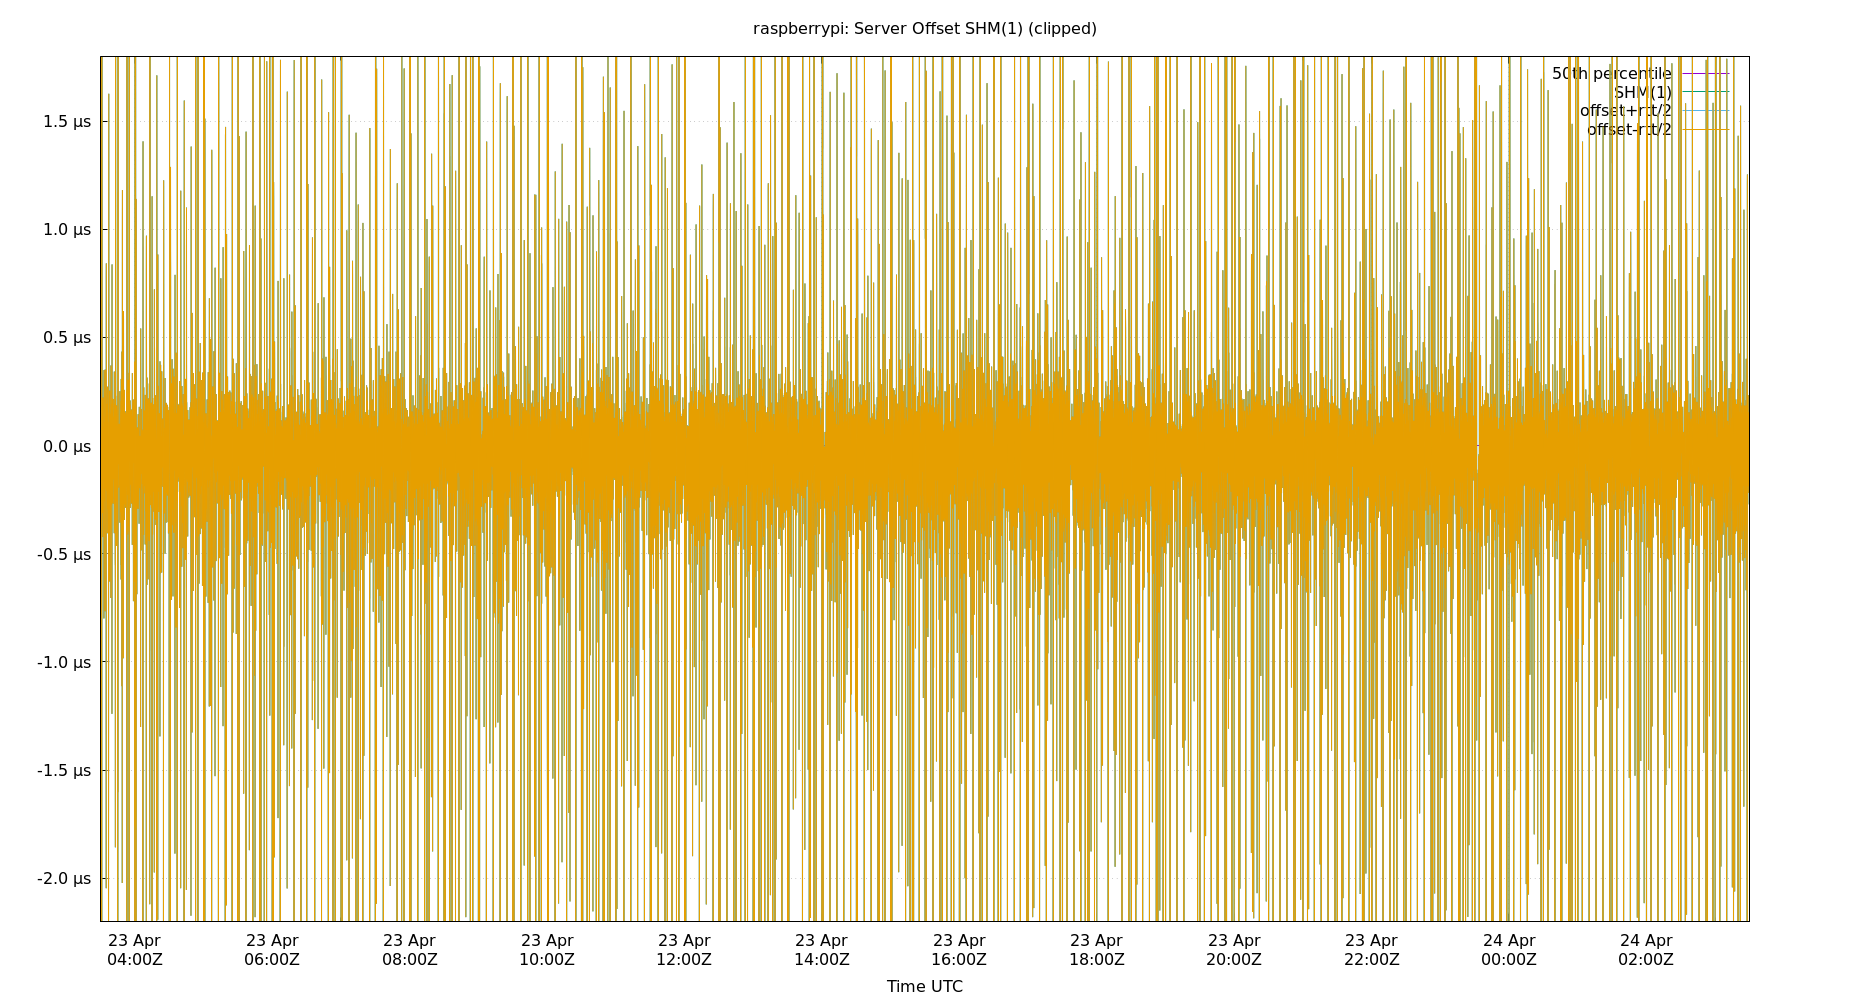 raspberrypi: Server Offset SHM(1) (clipped)
50th percentile
SHM(1)
offset+rtt/2
offset-rtt/2
1.5 µs
1.0 µs
0.5 µs
0.0 µs
-0.5 µs
-1.0 µs
-1.5 µs
-2.0 µs
23 Apr 23 Apr 23 Apr 23 Apr 23 Apr 23 Apr 23 Apr 23 Apr 23 Apr 23 Apr 24 Apr 24 Apr
04:00Z 06:00Z 08:00Z 10:00Z 12:00Z 14:00Z 16:00Z 18:00Z 20:00Z 22:00Z 00:00Z 02:00Z
Time UTC